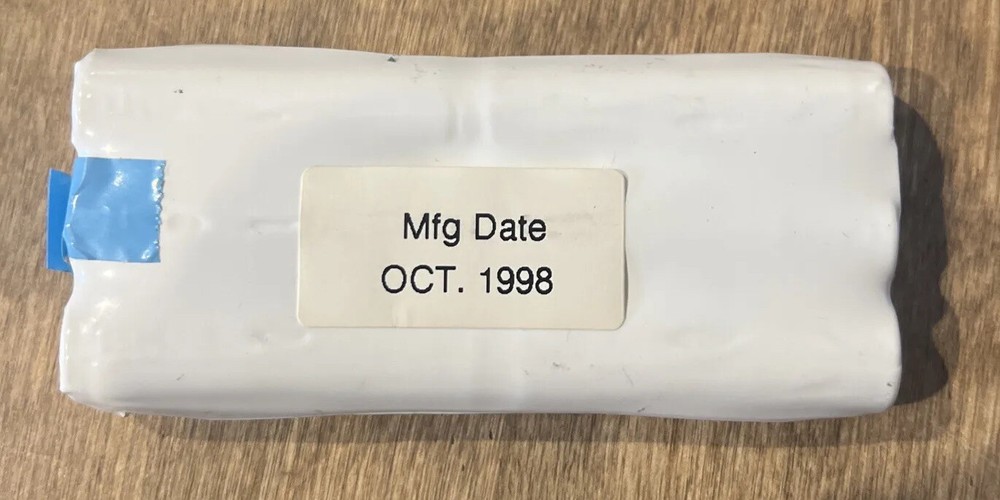 Mfg Date
OCT. 1998